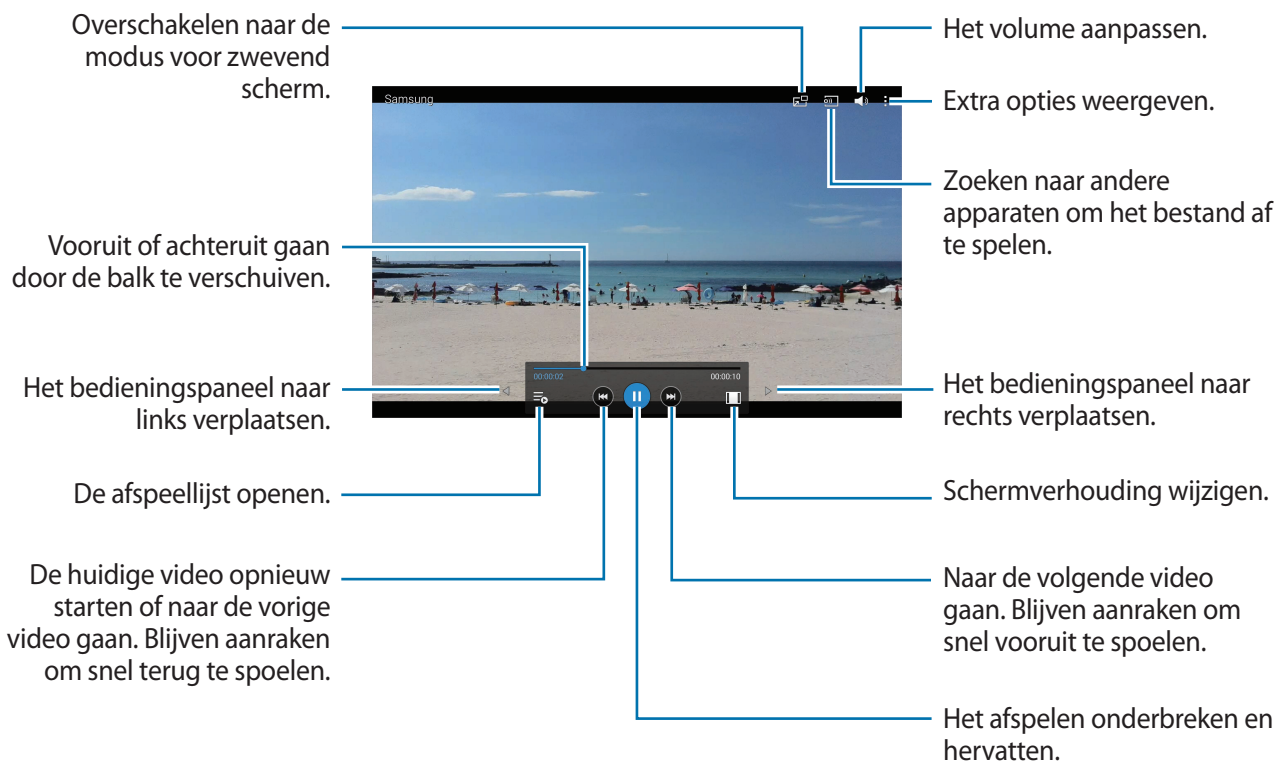 Overschakelen naar de
modus voor zwevend
scherm.
Het volume aanpassen.
Samsung
Extra opties weergeven.
Zoeken naar andere
apparaten om het bestand af
te spelen.
Vooruit of achteruit gaan
door de balk te verschuiven.
00:00:02
00:00:10
Het bedieningspaneel naar
links verplaatsen.
Het bedieningspaneel naar
rechts verplaatsen.
De afspeellijst openen.
Schermverhouding wijzigen.
De huidige video opnieuw
starten of naar de vorige
video gaan. Blijven aanraken
om snel terug te spoelen.
Naar de volgende video
gaan. Blijven aanraken om
snel vooruit te spoelen.
Het afspelen onderbreken en
hervatten.